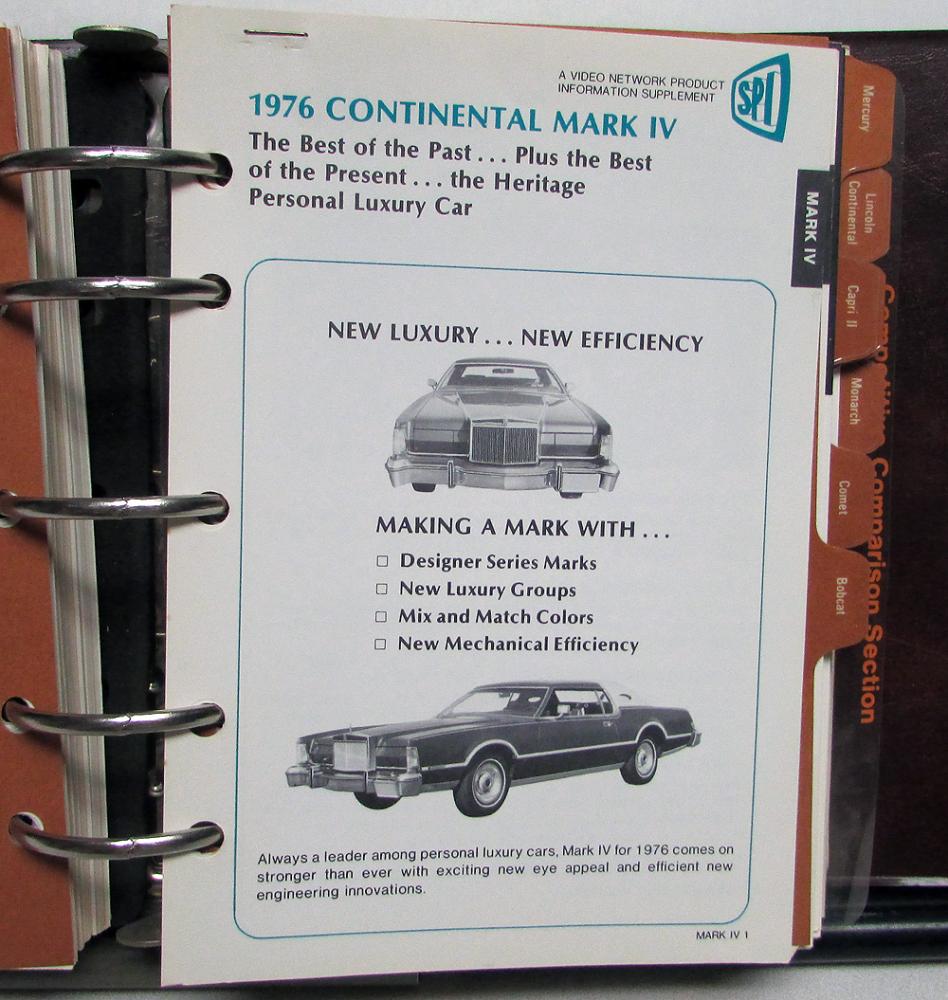 A VIDEO NETWORK PRODUCT
INFORMATION SUPPLEMENT
SPI
1976 CONTINENTAL MARK IV
The Best of the Past . . . Plus the Best
of the Present . . . the Heritage
Personal Luxury Car
NEW LUXURY . . . NEW EFFICIENCY
MAKING A MARK WITH . . .
□ Designer Series Marks
□ New Luxury Groups
□ Mix and Match Colors
□ New Mechanical Efficiency
Always a leader among personal luxury cars, Mark IV for 1976 comes on
stronger than ever with exciting new eye appeal and efficient new
engineering innovations.
MARK IV 1
MARK IV
Mercury
Lincoln
Continental
Capri II
Monarch
Comet
Bobcat
Comparison Section